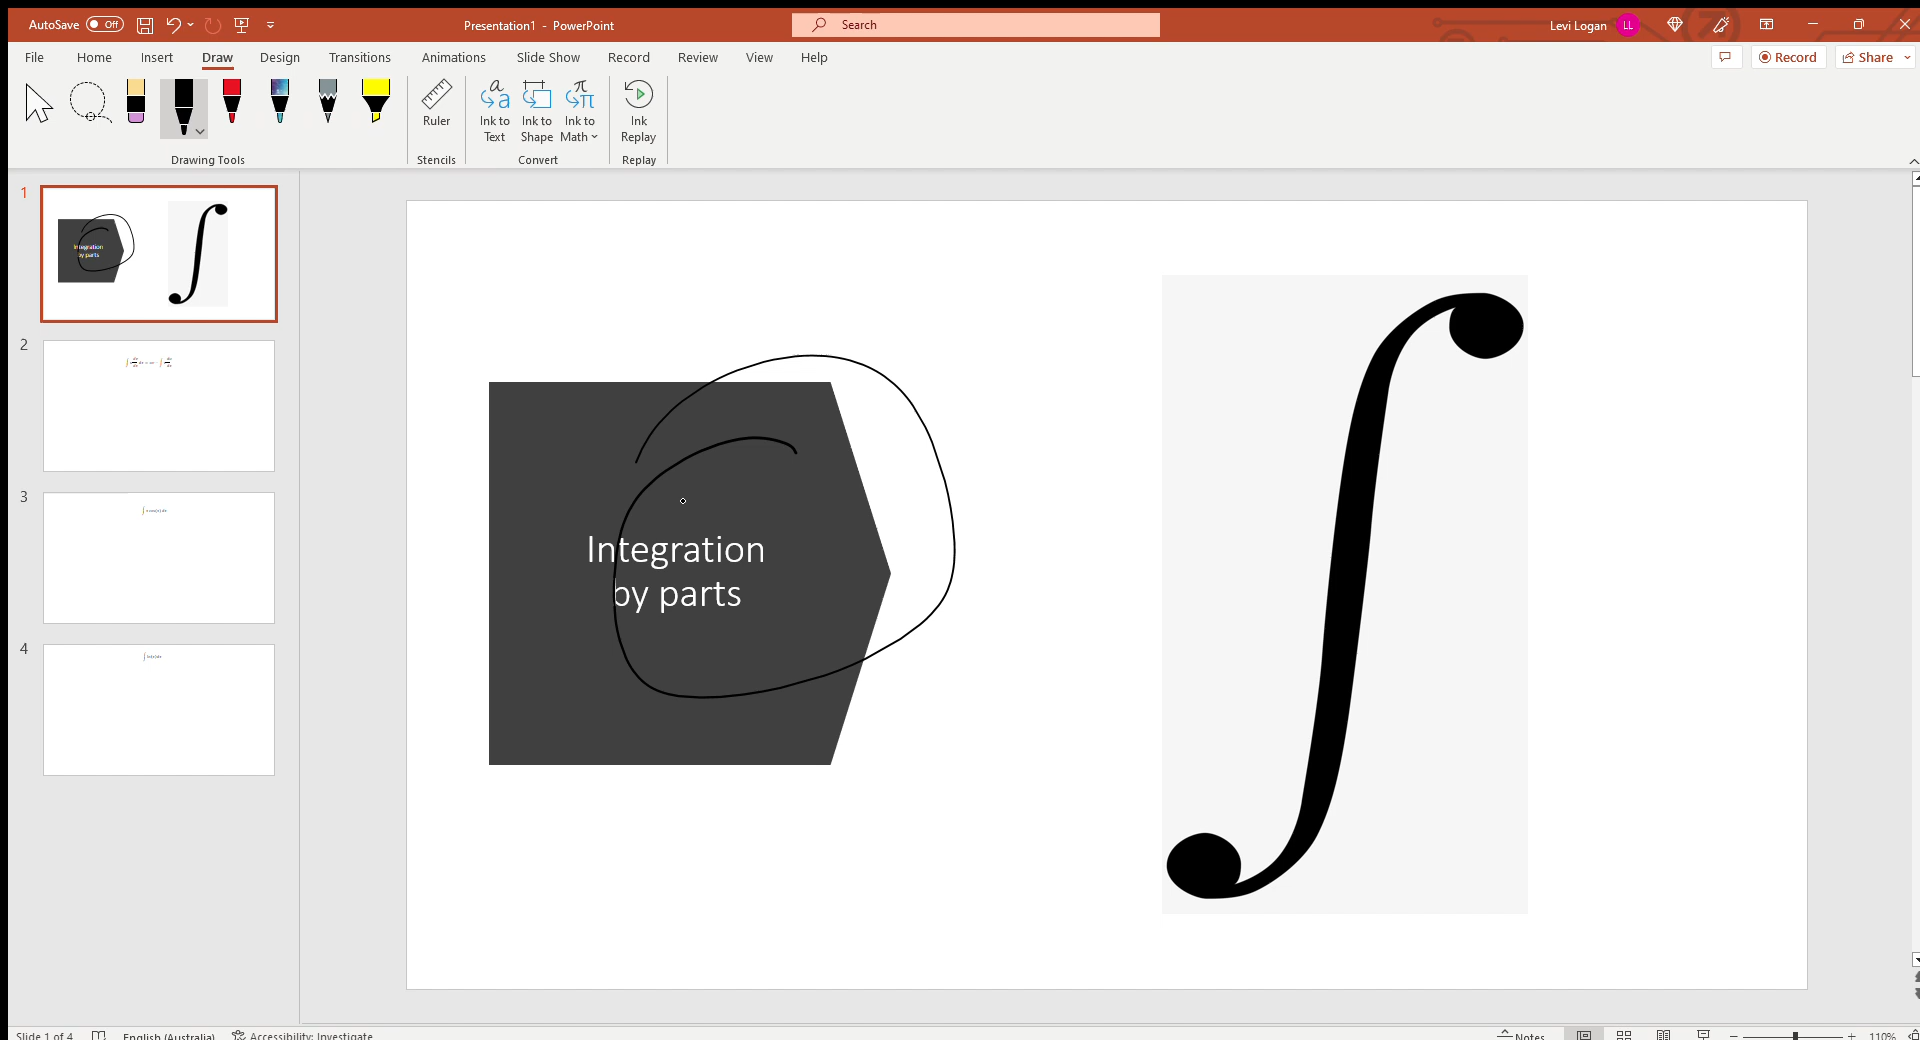 AutoSave Off
Presentation1 - PowerPoint
Search
Levi Logan LL
File Home Insert Draw Design Transitions Animations Slide Show Record Review View Help
Record Share
Ruler
Ink to Text
Ink to Shape
Ink to Math
Ink Replay
Drawing Tools Stencils Convert Replay
1
Integration
by parts
2
3
4
Integration
by parts
∫
Slide 1 of 4 English (Australia) Accessibility: Investigate Notes 110%